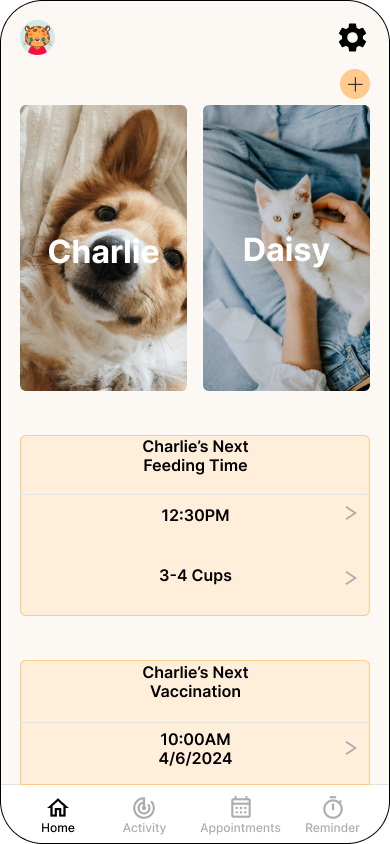 Charlie
Daisy
Charlie’s Next
Feeding Time
12:30PM
3-4 Cups
Charlie’s Next
Vaccination
10:00AM
4/6/2024
Home
Activity
Appointments
Reminder